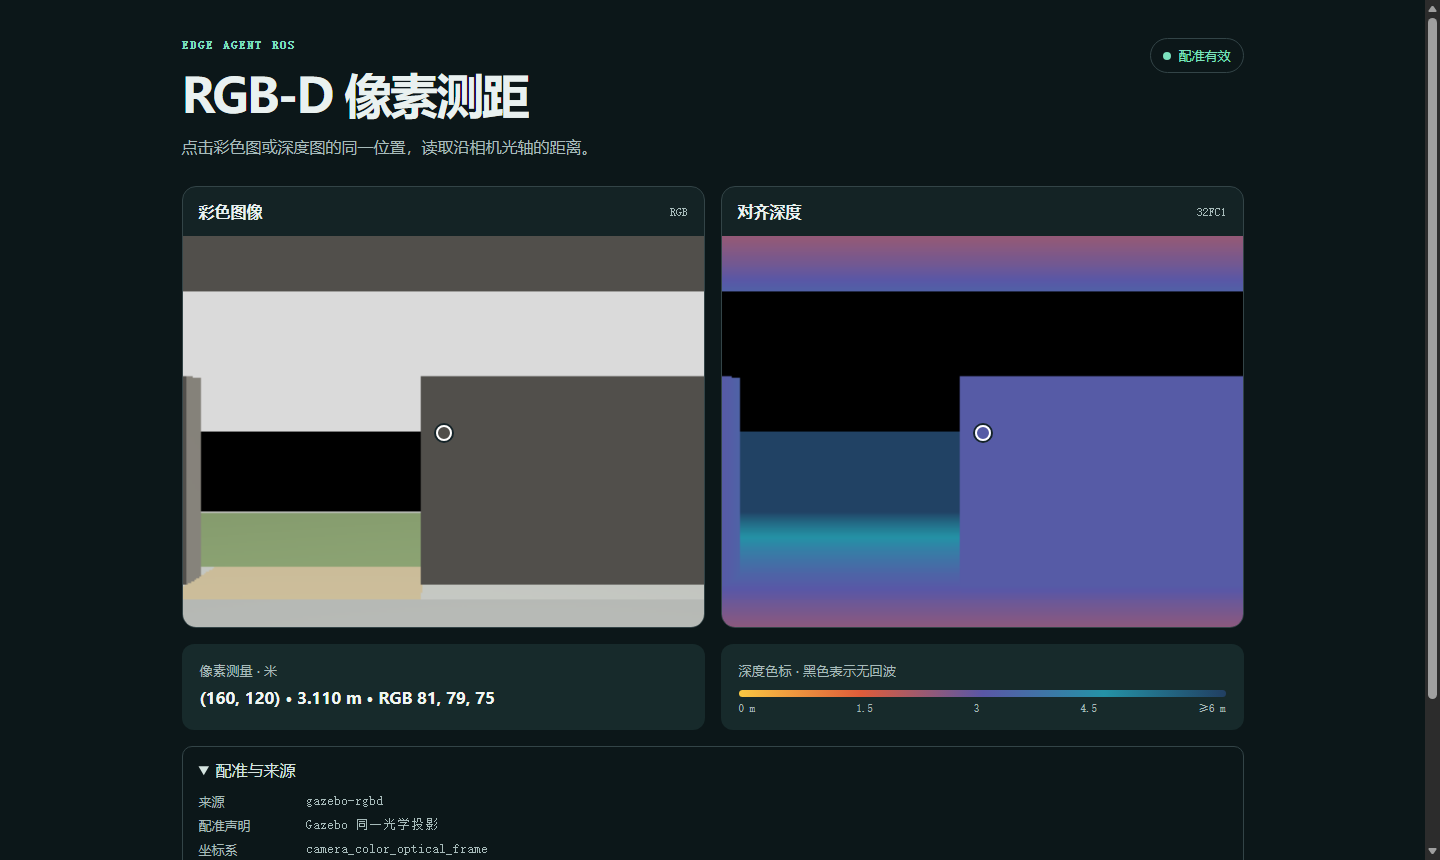 EDGE AGENT ROS
配准有效
RGB-D 像素测距
点击彩色图或深度图的同一位置，读取沿相机光轴的距离。
彩色图像
RGB
对齐深度
32FC1
像素测量 · 米
(160, 120) • 3.110 m • RGB 81, 79, 75
深度色标 · 黑色表示无回波
0 m 1.5 3 4.5 ≥6 m
▼ 配准与来源
来源 gazebo-rgbd
配准声明 Gazebo 同一光学投影
坐标系 camera_color_optical_frame